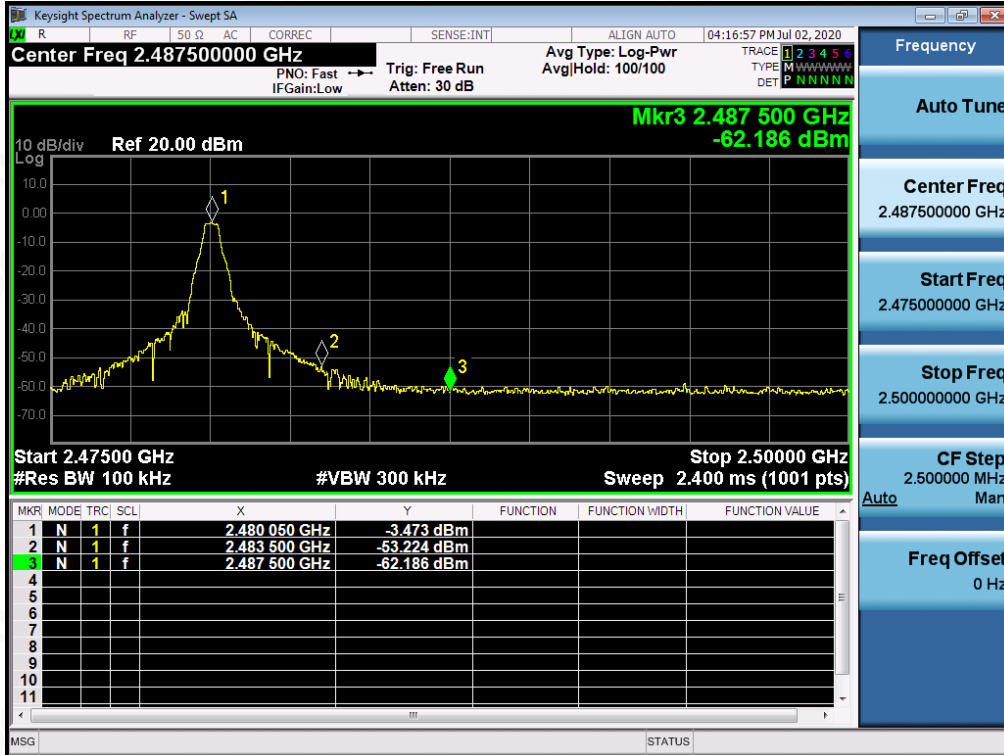 Keysight Spectrum Analyzer - Swept SA
LXI R RF 50 Ω AC CORREC SENSE:INT ALIGN AUTO 04:16:57 PM Jul 02, 2020
Center Freq 2.487500000 GHz
PNO: Fast
IFGain:Low
Trig: Free Run
Atten: 30 dB
Avg Type: Log-Pwr
Avg|Hold: 100/100
TRACE 1 2 3 4 5 6
TYPE M WWWWW
DET P N N N N N
Mkr3 2.487 500 GHz
-62.186 dBm
10 dB/div Ref 20.00 dBm
Log
10.0
0.00
-10.0
-20.0
-30.0
-40.0
-50.0
-60.0
-70.0
1
2
3
Start 2.47500 GHz Stop 2.50000 GHz
#Res BW 100 kHz #VBW 300 kHz Sweep 2.400 ms (1001 pts)
MKR MODE TRC SCL X Y FUNCTION FUNCTION WIDTH FUNCTION VALUE
1 N 1 f 2.480 050 GHz -3.473 dBm
2 N 1 f 2.483 500 GHz -53.224 dBm
3 N 1 f 2.487 500 GHz -62.186 dBm
4
5
6
7
8
9
10
11
MSG STATUS
Frequency
Auto Tune
Center Freq
2.487500000 GHz
Start Freq
2.475000000 GHz
Stop Freq
2.500000000 GHz
CF Step
2.500000 MHz
Auto Man
Freq Offset
0 Hz